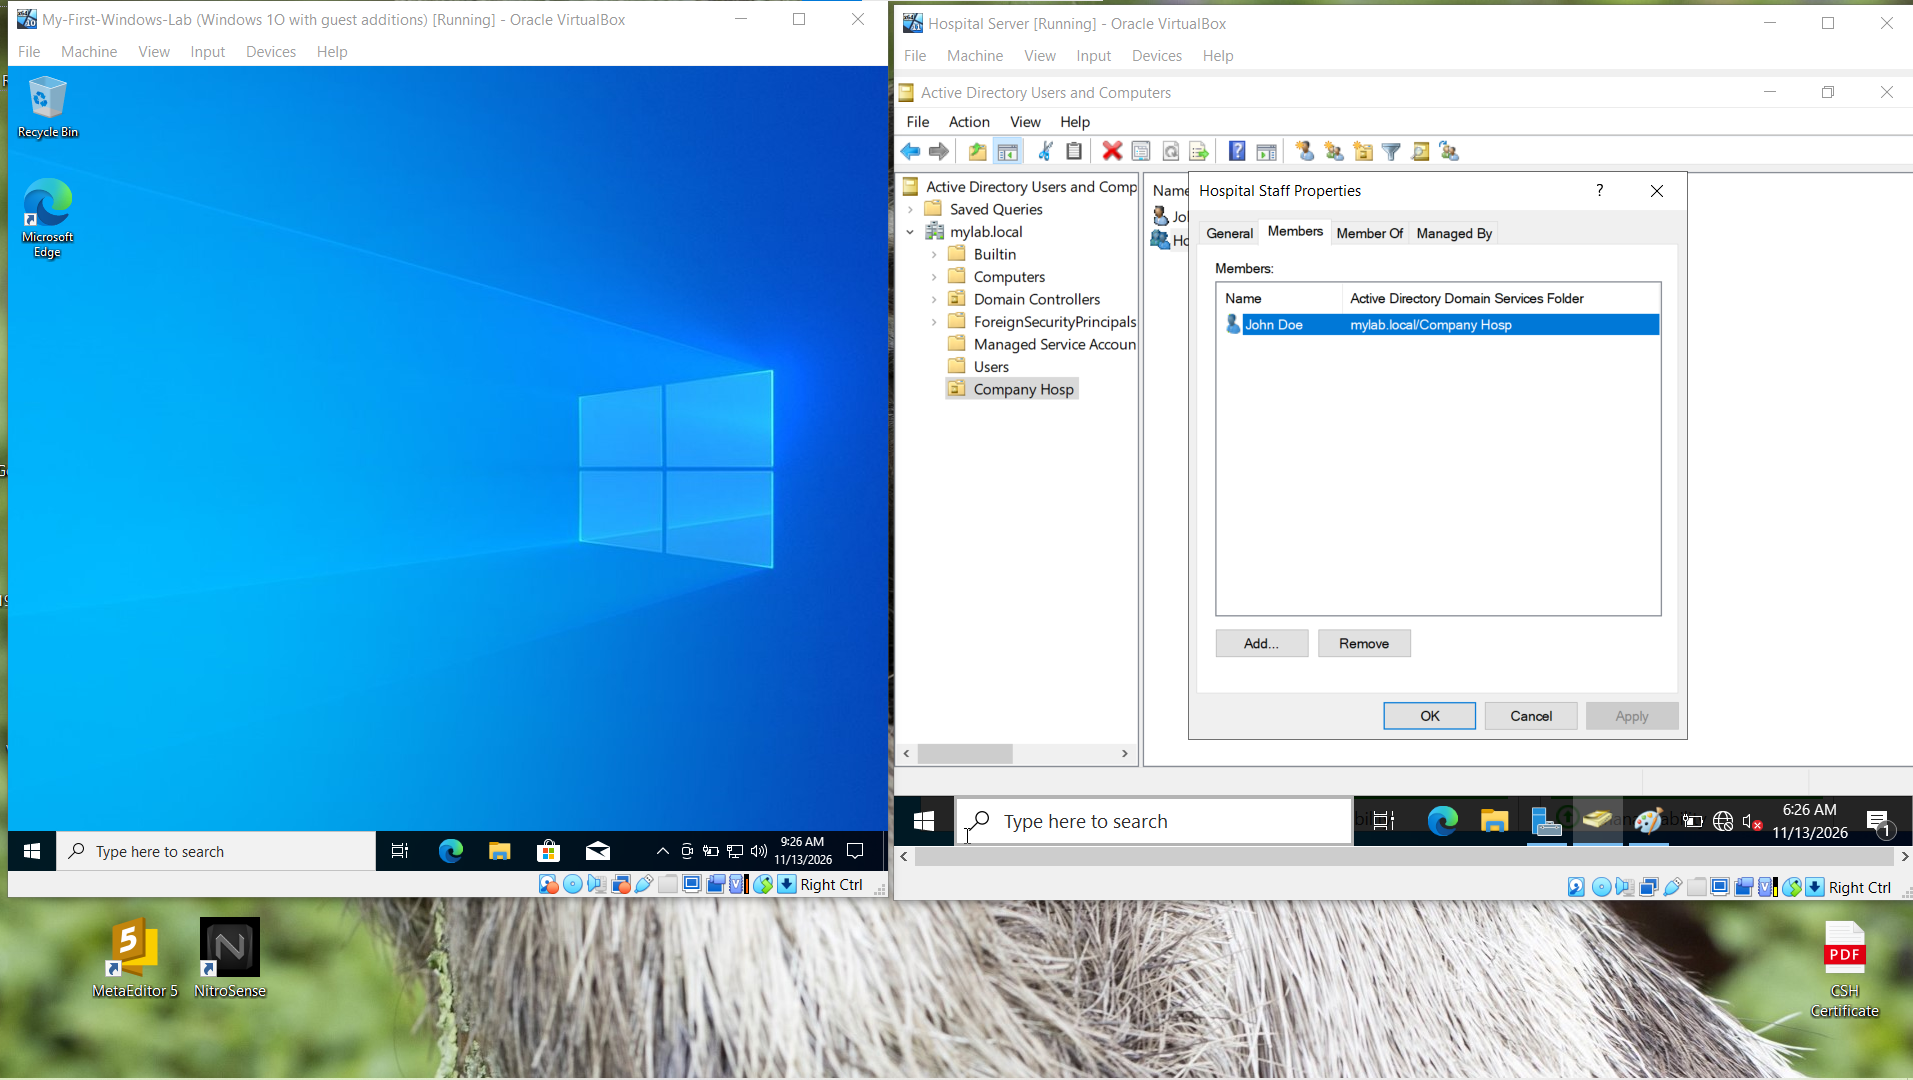 My-First-Windows-Lab (Windows 1O with guest additions) [Running] - Oracle VirtualBox
File Machine View Input Devices Help
Recycle Bin
Microsoft
Edge
Type here to search
9:26 AM
11/13/2026
Right Ctrl
Hospital Server [Running] - Oracle VirtualBox
File Machine View Input Devices Help
Active Directory Users and Computers
File Action View Help
Active Directory Users and Comp
Saved Queries
mylab.local
Builtin
Computers
Domain Controllers
ForeignSecurityPrincipals
Managed Service Accoun
Users
Company Hosp
Name
Jo
Ho
Hospital Staff Properties
?
General Members Member Of Managed By
Members:
Name Active Directory Domain Services Folder
John Doe mylab.local/Company Hosp
Add... Remove
OK Cancel Apply
Type here to search
6:26 AM
11/13/2026
1
Right Ctrl
MetaEditor 5
NitroSense
PDF
CSH
Certificate